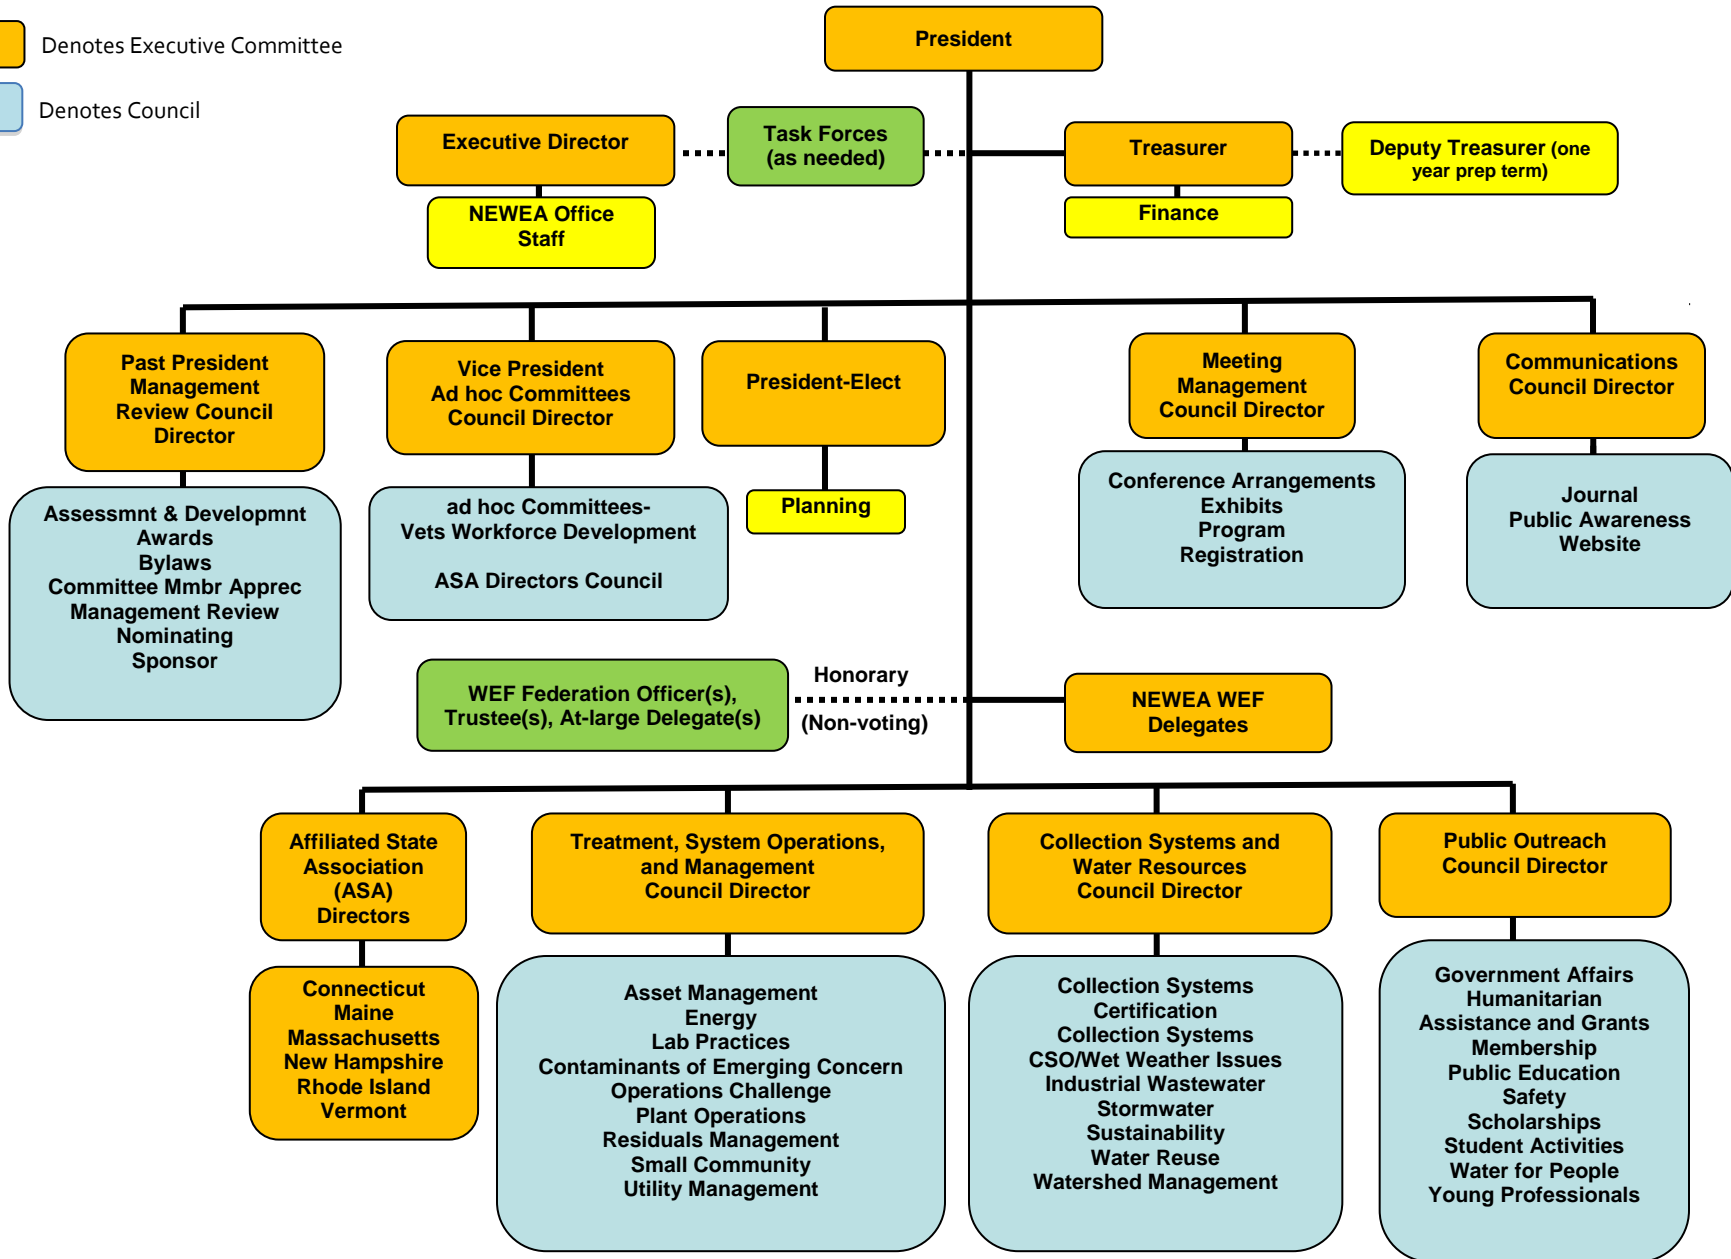 Denotes Executive Committee
Denotes Council
President
Executive Director
Task Forces
(as needed)
Treasurer
Deputy Treasurer (one
year prep term)
NEWEA Office
Staff
Finance
Past President
Management
Review Council
Director
Vice President
Ad hoc Committees
Council Director
President-Elect
Meeting
Management
Council Director
Communications
Council Director
Assessmnt & Developmnt
Awards
Bylaws
Committee Mmbr Apprec
Management Review
Nominating
Sponsor
ad hoc Committees-
Vets Workforce Development
ASA Directors Council
Planning
Conference Arrangements
Exhibits
Program
Registration
Journal
Public Awareness
Website
WEF Federation Officer(s),
Trustee(s), At-large Delegate(s)
Honorary
(Non-voting)
NEWEA WEF
Delegates
Affiliated State
Association
(ASA)
Directors
Treatment, System Operations,
and Management
Council Director
Collection Systems and
Water Resources
Council Director
Public Outreach
Council Director
Connecticut
Maine
Massachusetts
New Hampshire
Rhode Island
Vermont
Asset Management
Energy
Lab Practices
Contaminants of Emerging Concern
Operations Challenge
Plant Operations
Residuals Management
Small Community
Utility Management
Collection Systems
Certification
Collection Systems
CSO/Wet Weather Issues
Industrial Wastewater
Stormwater
Sustainability
Water Reuse
Watershed Management
Government Affairs
Humanitarian
Assistance and Grants
Membership
Public Education
Safety
Scholarships
Student Activities
Water for People
Young Professionals